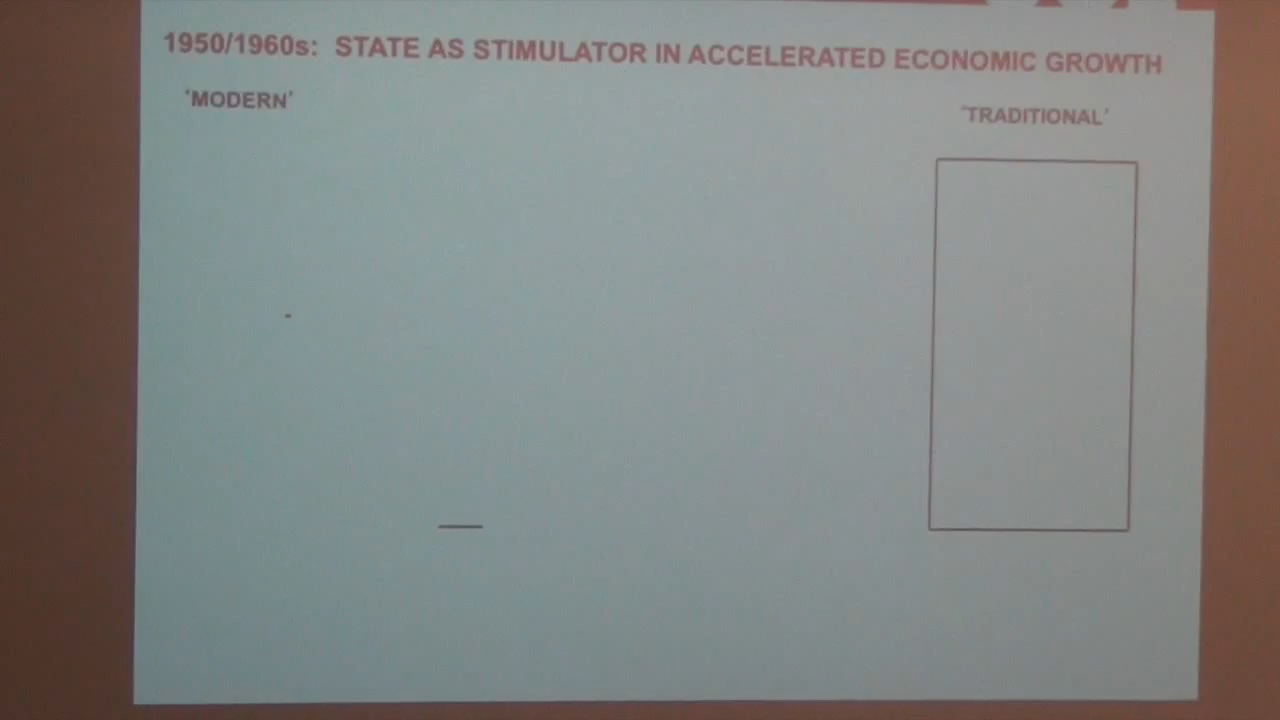 1950/1960s: STATE AS STIMULATOR IN ACCELERATED ECONOMIC GROWTH
'MODERN'
'TRADITIONAL'